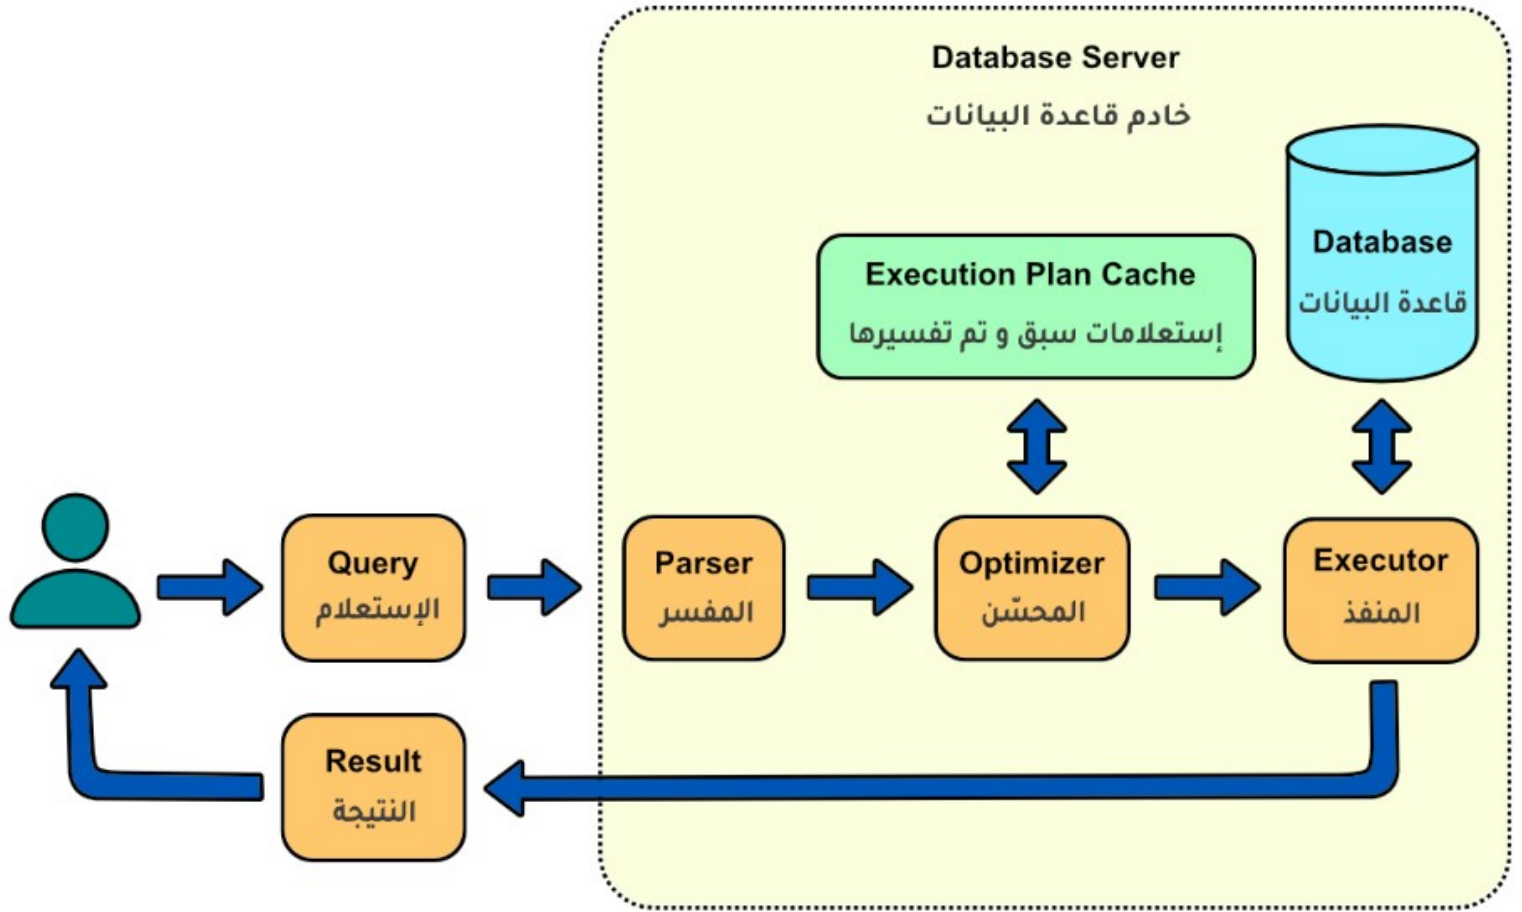 Database Server
خادم قاعدة البيانات
Database
قاعدة البيانات
Execution Plan Cache
إستعلامات سبق و تم تفسيرها
Query
الإستعلام
Parser
المفسر
Optimizer
المحسّن
Executor
المنفذ
Result
النتيجة